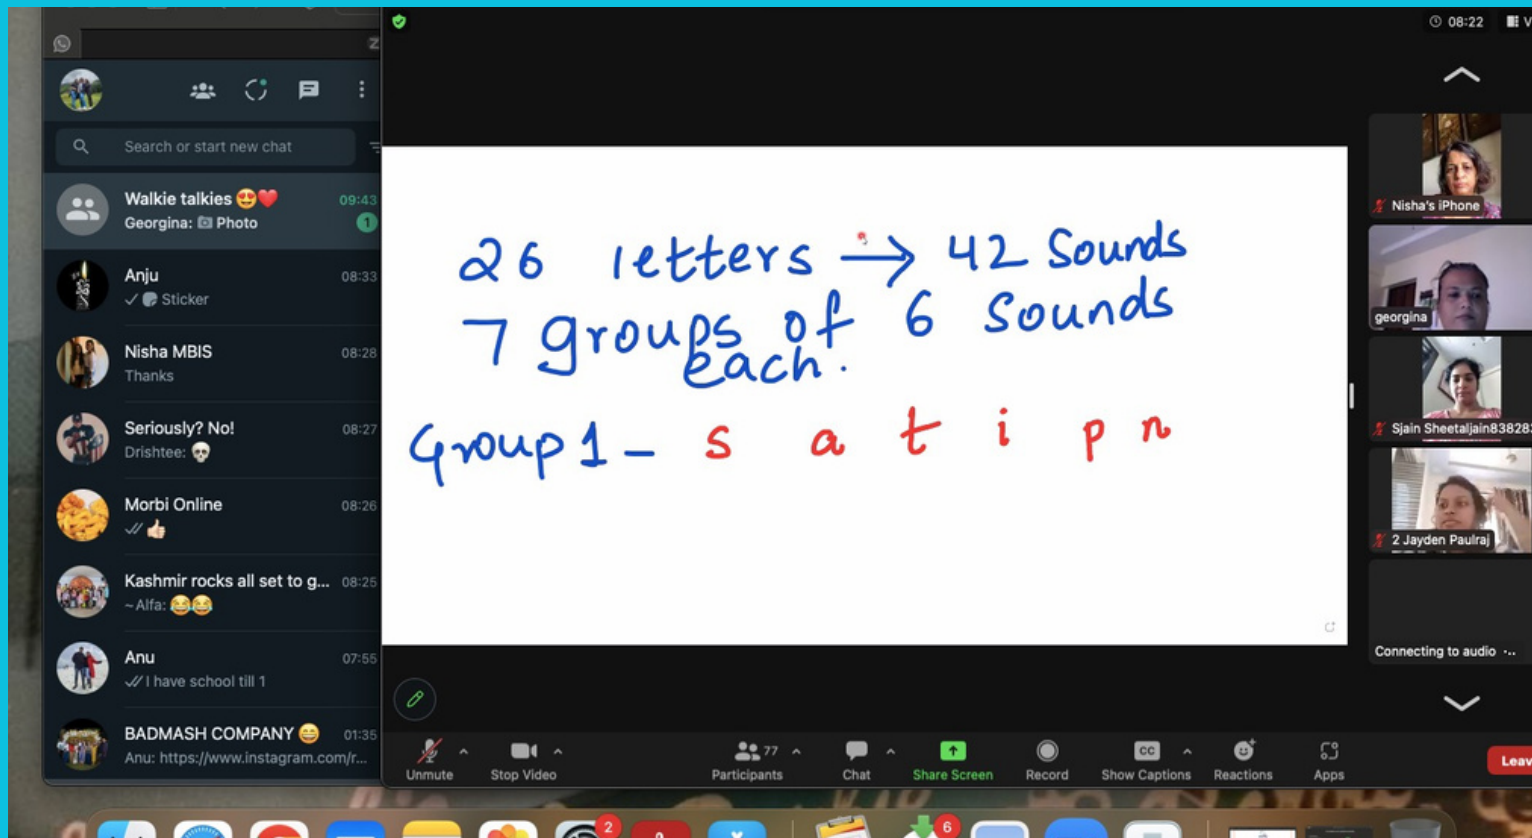 08:22
Search or start new chat
Walkie talkies 😍❤️ 09:43
Georgina: Photo 1
Anju 08:33
Sticker
Nisha MBIS 08:28
Thanks
Seriously? No! 08:27
Drishtee: 💀
Morbi Online 08:26
👍🏻
Kashmir rocks all set to g... 08:25
~Alfa: 😂😂
Anu 07:55
I have school till 1
BADMASH COMPANY 😄 01:35
Anu: https://www.instagram.com/r...
26 letters → 42 Sounds
7 groups of 6 Sounds
each.
Group 1 – s a t i p n
Nisha's iPhone
georgina
Sjain Sheetaljain83828
2 Jayden Paulraj
Connecting to audio ...
Unmute
Stop Video
77
Participants
Chat
Share Screen
Record
CC
Show Captions
Reactions
Apps
Leav
2
6